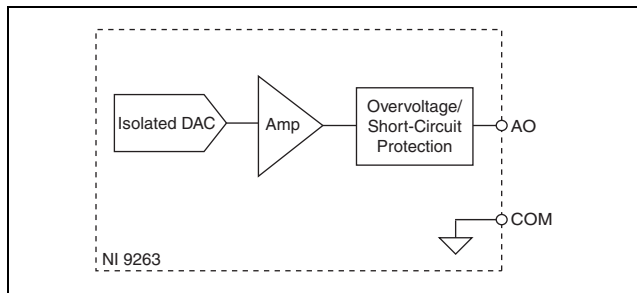 Isolated DAC
Amp
Overvoltage/
Short-Circuit
Protection
AO
COM
NI 9263